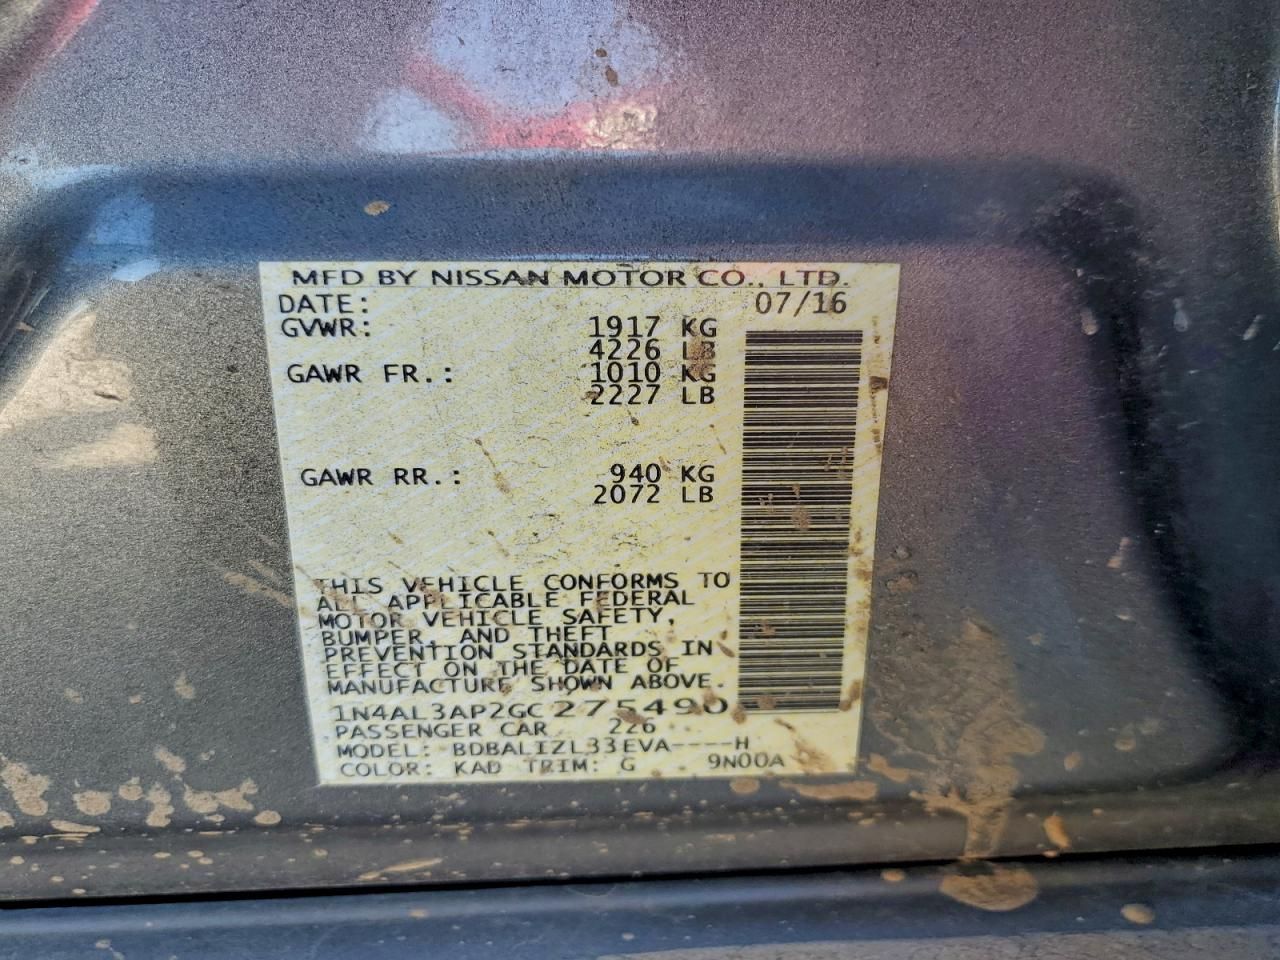 MFD BY NISSAN MOTOR CO., LTD.
DATE: 07/16
GVWR: 1917 KG
4226 LB
GAWR FR.: 1010 KG
2227 LB
GAWR RR.: 940 KG
2072 LB
THIS VEHICLE CONFORMS TO
ALL APPLICABLE FEDERAL
MOTOR VEHICLE SAFETY,
BUMPER, AND THEFT
PREVENTION STANDARDS IN
EFFECT ON THE DATE OF
MANUFACTURE SHOWN ABOVE.
1N4AL3AP2GC275490
PASSENGER CAR 226
MODEL: BDBALIZL33EVA----H
COLOR: KAD TRIM: G 9N00A